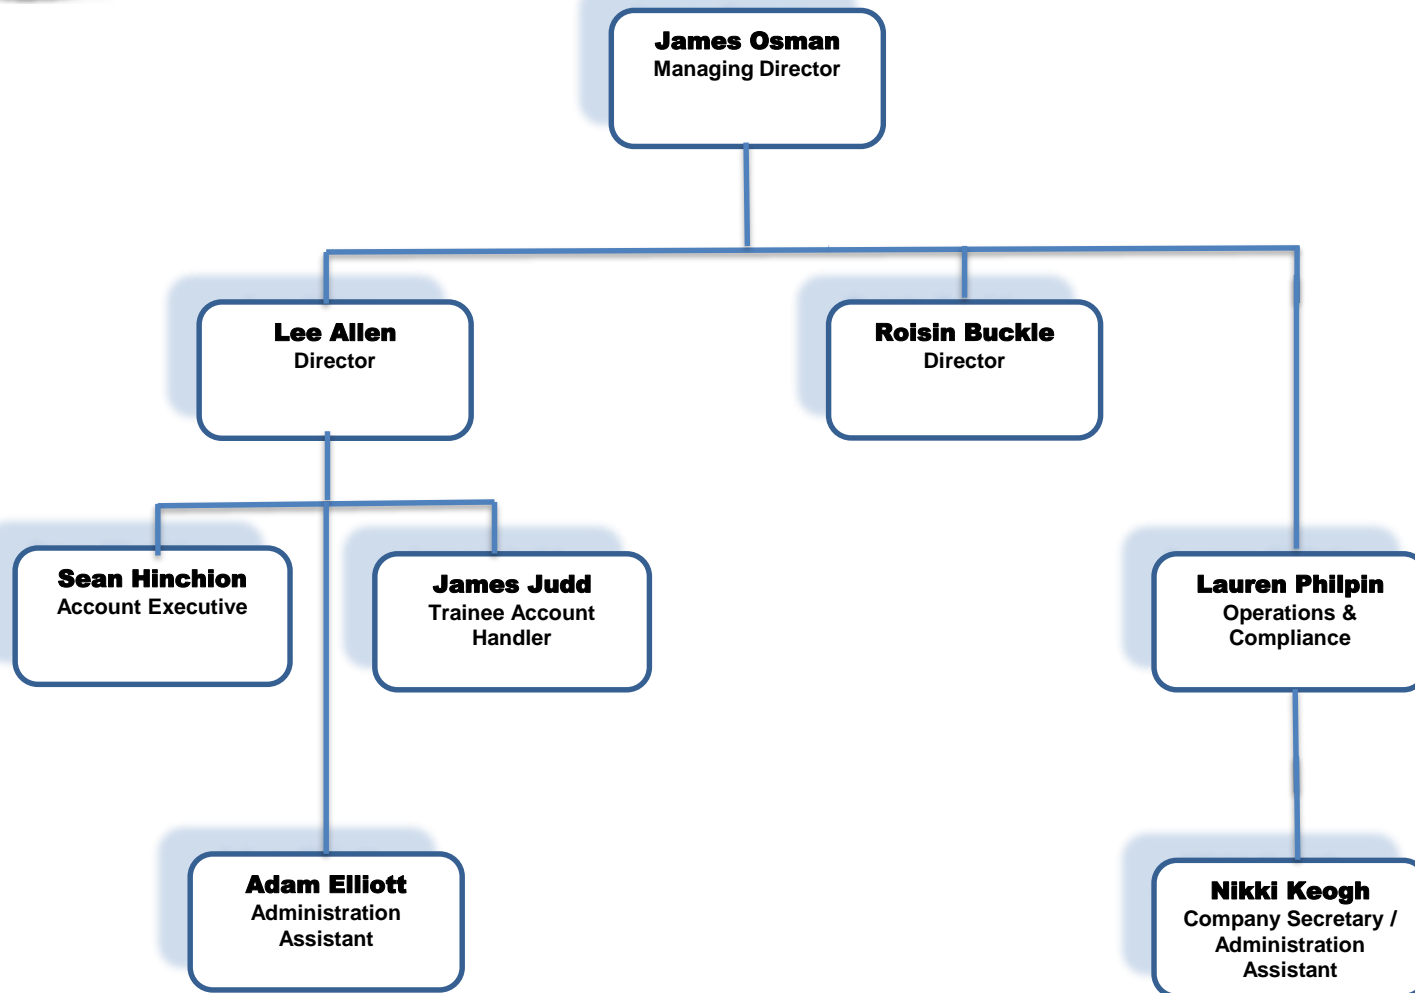 James Osman
Managing Director
Lee Allen
Director
Roisin Buckle
Director
Sean Hinchion
Account Executive
James Judd
Trainee Account
Handler
Lauren Philpin
Operations &
Compliance
Adam Elliott
Administration
Assistant
Nikki Keogh
Company Secretary /
Administration
Assistant